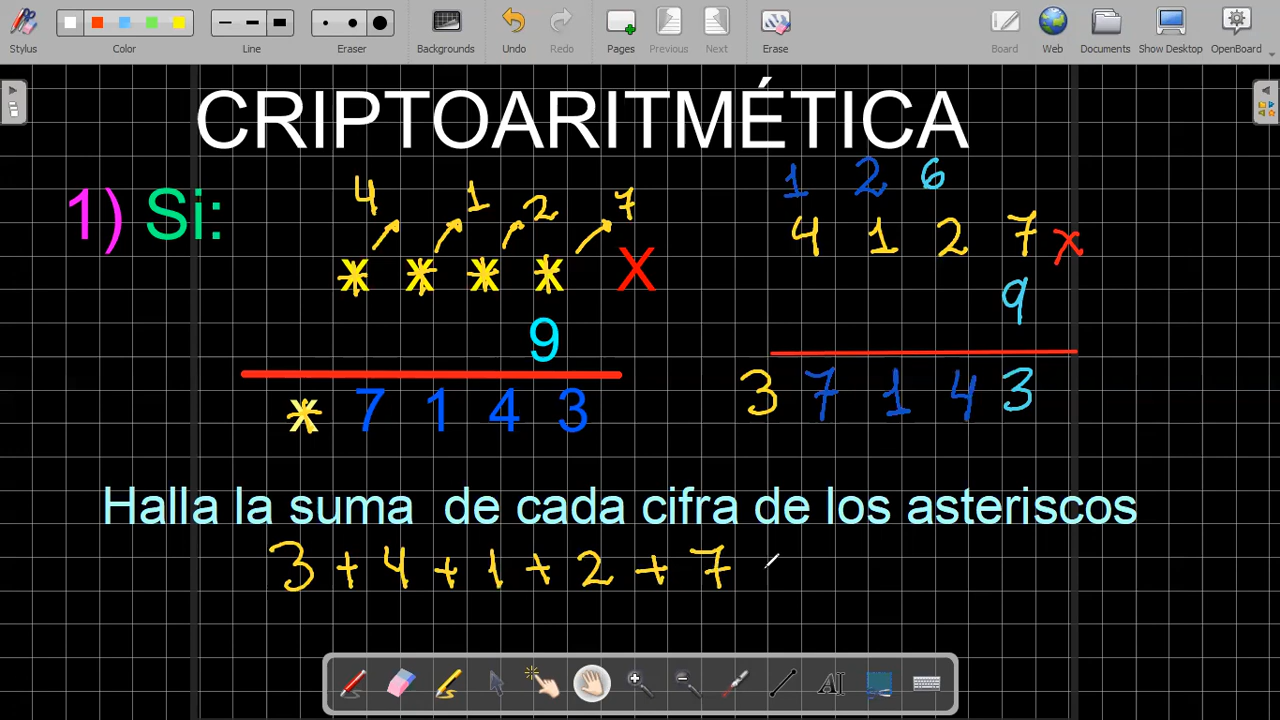 Stylus Color Line Eraser Backgrounds Undo Redo Pages Previous Next Erase Board Web Documents Show Desktop OpenBoard
CRIPTOARITMÉTICA
1) Si:
4 1 2 7
* * * * X
9
* 7 1 4 3
1 2 6
4 1 2 7 x
9
3 7 1 4 3
Halla la suma de cada cifra de los asteriscos
3 + 4 + 1 + 2 + 7